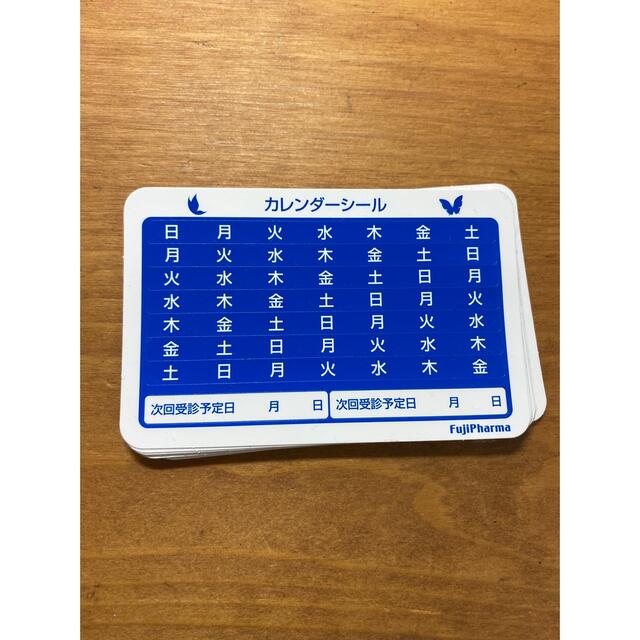 カレンダーシール
日 月 火 水 木 金 土
月 火 水 木 金 土 日
火 水 木 金 土 日 月
水 木 金 土 日 月 火
木 金 土 日 月 火 水
金 土 日 月 火 水 木
土 日 月 火 水 木 金
次回受診予定日 月 日 次回受診予定日 月 日
FujiPharma